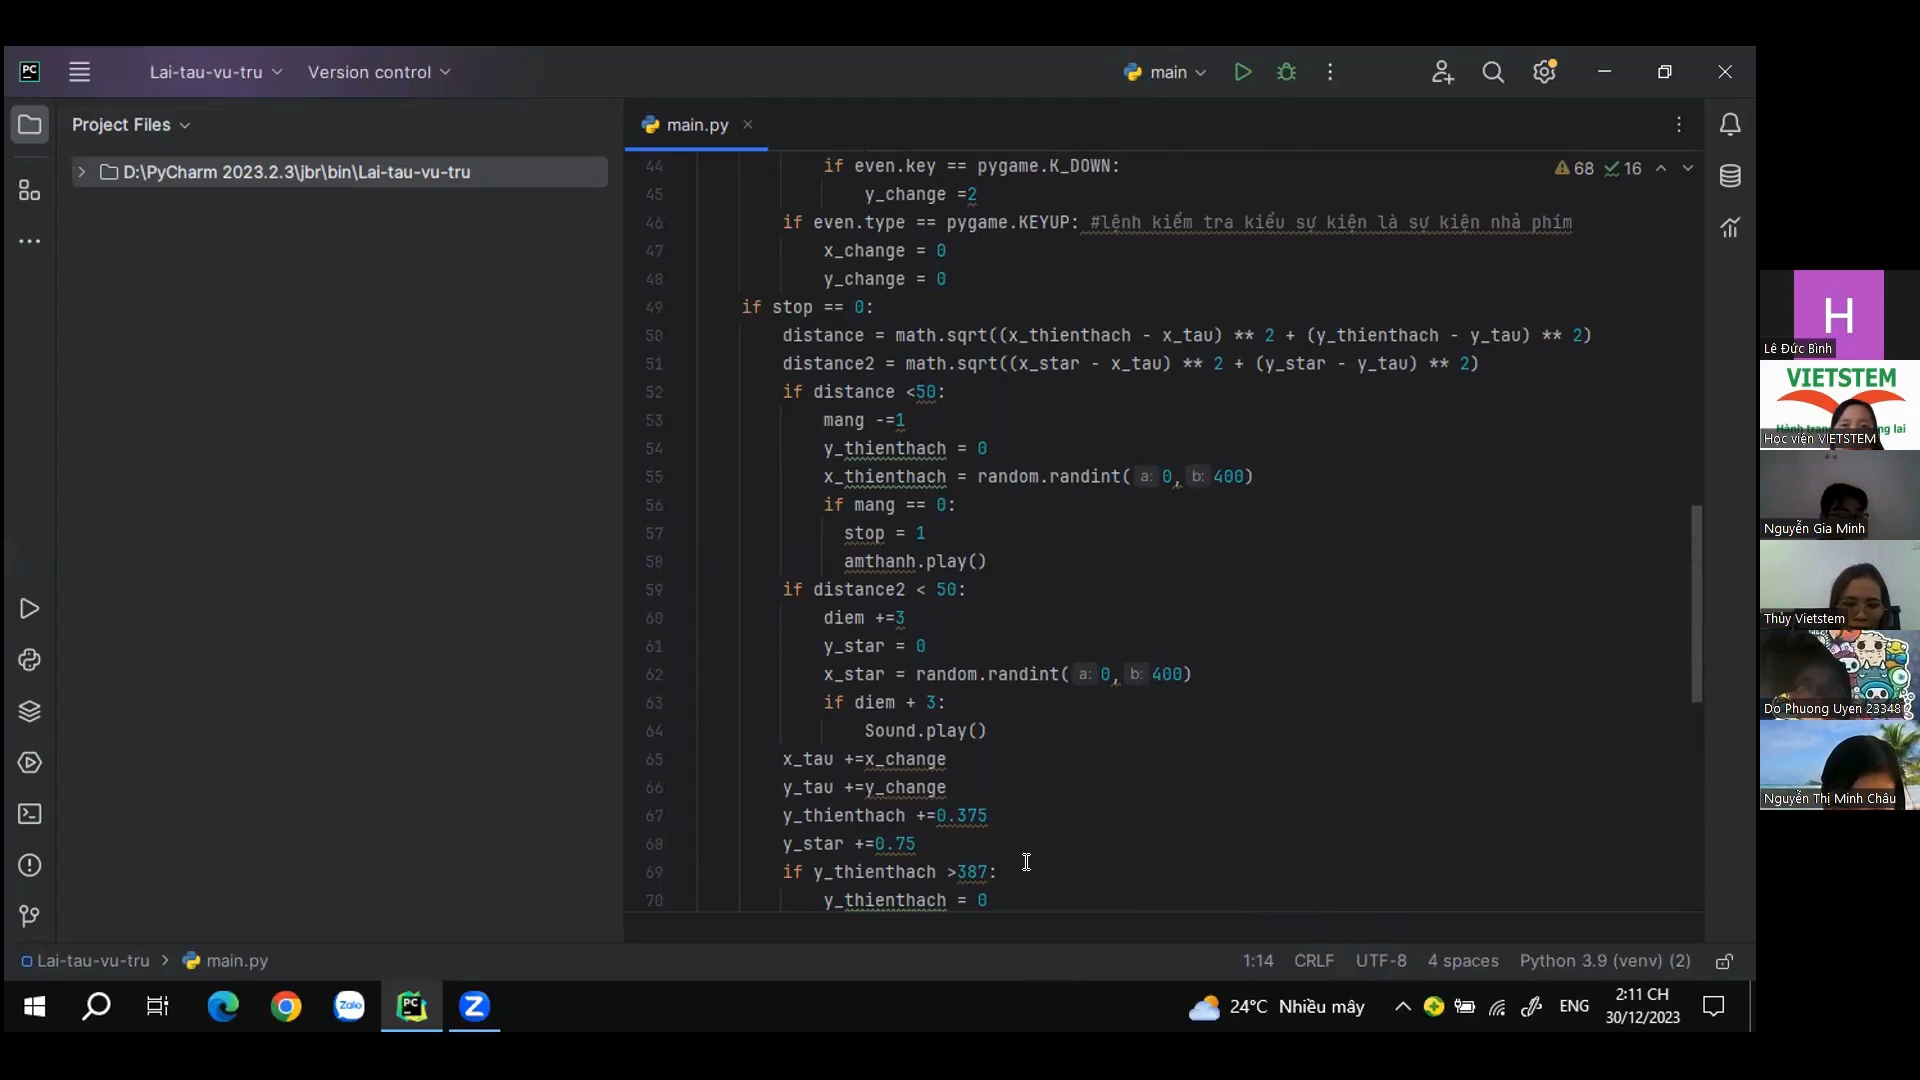 PC
Lai-tau-vu-tru
Version control
main
Project Files
main.py
D:\PyCharm 2023.2.3\jbr\bin\Lai-tau-vu-tru
68
16
44 if even.key == pygame.K_DOWN:
45 y_change =2
46 if even.type == pygame.KEYUP: #lệnh kiểm tra kiểu sự kiện là sự kiện nhả phím
47 x_change = 0
48 y_change = 0
49 if stop == 0:
50 distance = math.sqrt((x_thienthach - x_tau) ** 2 + (y_thienthach - y_tau) ** 2)
51 distance2 = math.sqrt((x_star - x_tau) ** 2 + (y_star - y_tau) ** 2)
52 if distance <50:
53 mang -=1
54 y_thienthach = 0
55 x_thienthach = random.randint( a: 0, b: 400)
56 if mang == 0:
57 stop = 1
58 amthanh.play()
59 if distance2 < 50:
60 diem +=3
61 y_star = 0
62 x_star = random.randint( a: 0, b: 400)
63 if diem + 3:
64 Sound.play()
65 x_tau +=x_change
66 y_tau +=y_change
67 y_thienthach +=0.375
68 y_star +=0.75
69 if y_thienthach >387:
70 y_thienthach = 0
Lai-tau-vu-tru
main.py
1:14
CRLF
UTF-8
4 spaces
Python 3.9 (venv) (2)
Zalo
PC
Z
24°C Nhiều mây
ENG
2:11 CH
30/12/2023
H
Lê Đức Bình
VIETSTEM
Học viện VIETSTEM
Nguyễn Gia Minh
Thủy Vietstem
Do Phuong Uyen 23348
Nguyễn Thị Minh Châu